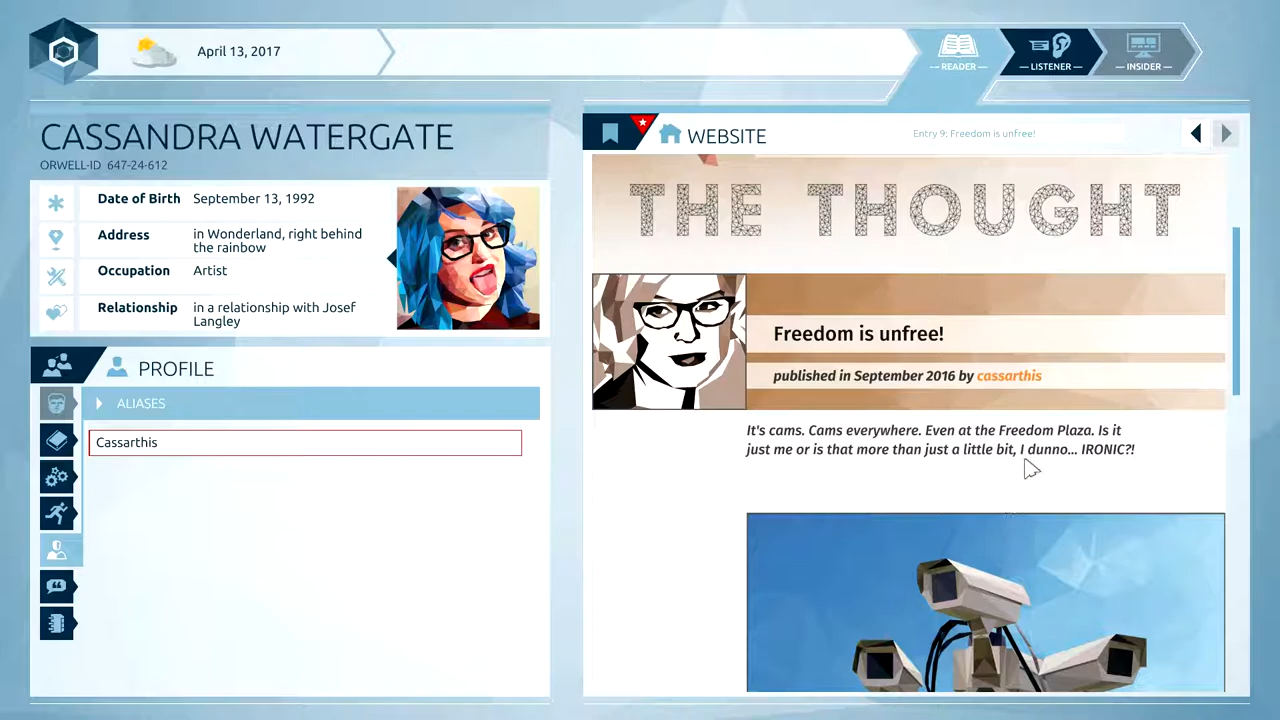 April 13, 2017
READER
LISTENER
INSIDER
CASSANDRA WATERGATE
ORWELL-ID 647-24-612
Date of Birth September 13, 1992
Address in Wonderland, right behind
the rainbow
Occupation Artist
Relationship in a relationship with Josef
Langley
PROFILE
ALIASES
Cassarthis
WEBSITE
Entry 9: Freedom is unfree!
THE THOUGHT
Freedom is unfree!
published in September 2016 by cassarthis
It's cams. Cams everywhere. Even at the Freedom Plaza. Is it
just me or is that more than just a little bit, I dunno... IRONIC?!